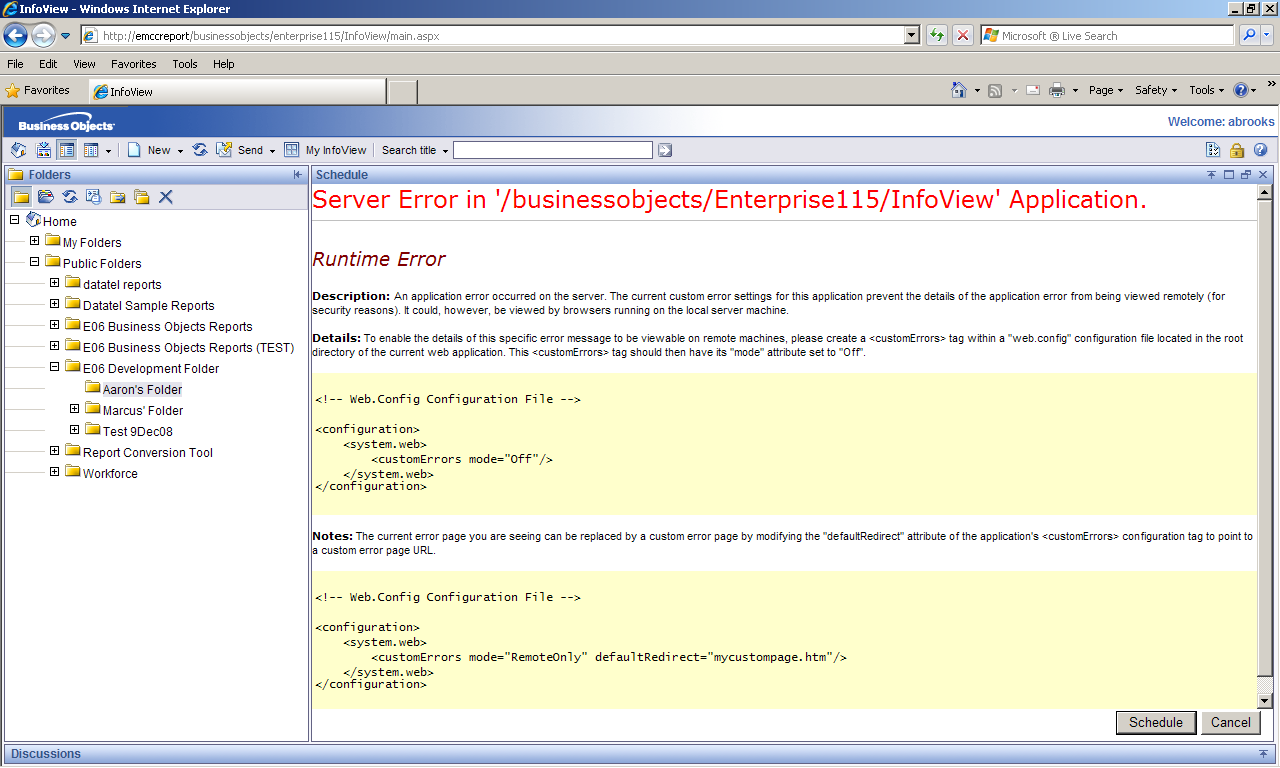 InfoView - Windows Internet Explorer
http://emccreport/businessobjects/enterprise115/InfoView/main.aspx
Microsoft ® Live Search
File Edit View Favorites Tools Help
Favorites InfoView Page Safety Tools »
Business Objects
Welcome: abrooks
New Send My InfoView Search title
Folders
Home
My Folders
Public Folders
datatel reports
Datatel Sample Reports
E06 Business Objects Reports
E06 Business Objects Reports (TEST)
E06 Development Folder
Aaron's Folder
Marcus' Folder
Test 9Dec08
Report Conversion Tool
Workforce
Schedule
Server Error in '/businessobjects/Enterprise115/InfoView' Application.
Runtime Error
Description: An application error occurred on the server. The current custom error settings for this application prevent the details of the application error from being viewed remotely (for
security reasons). It could, however, be viewed by browsers running on the local server machine.
Details: To enable the details of this specific error message to be viewable on remote machines, please create a <customErrors> tag within a "web.config" configuration file located in the root
directory of the current web application. This <customErrors> tag should then have its "mode" attribute set to "Off".
<!-- Web.Config Configuration File -->
<configuration>
<system.web>
<customErrors mode="Off"/>
</system.web>
</configuration>
Notes: The current error page you are seeing can be replaced by a custom error page by modifying the "defaultRedirect" attribute of the application's <customErrors> configuration tag to point to
a custom error page URL.
<!-- Web.Config Configuration File -->
<configuration>
<system.web>
<customErrors mode="RemoteOnly" defaultRedirect="mycustompage.htm"/>
</system.web>
</configuration>
Schedule Cancel
Discussions